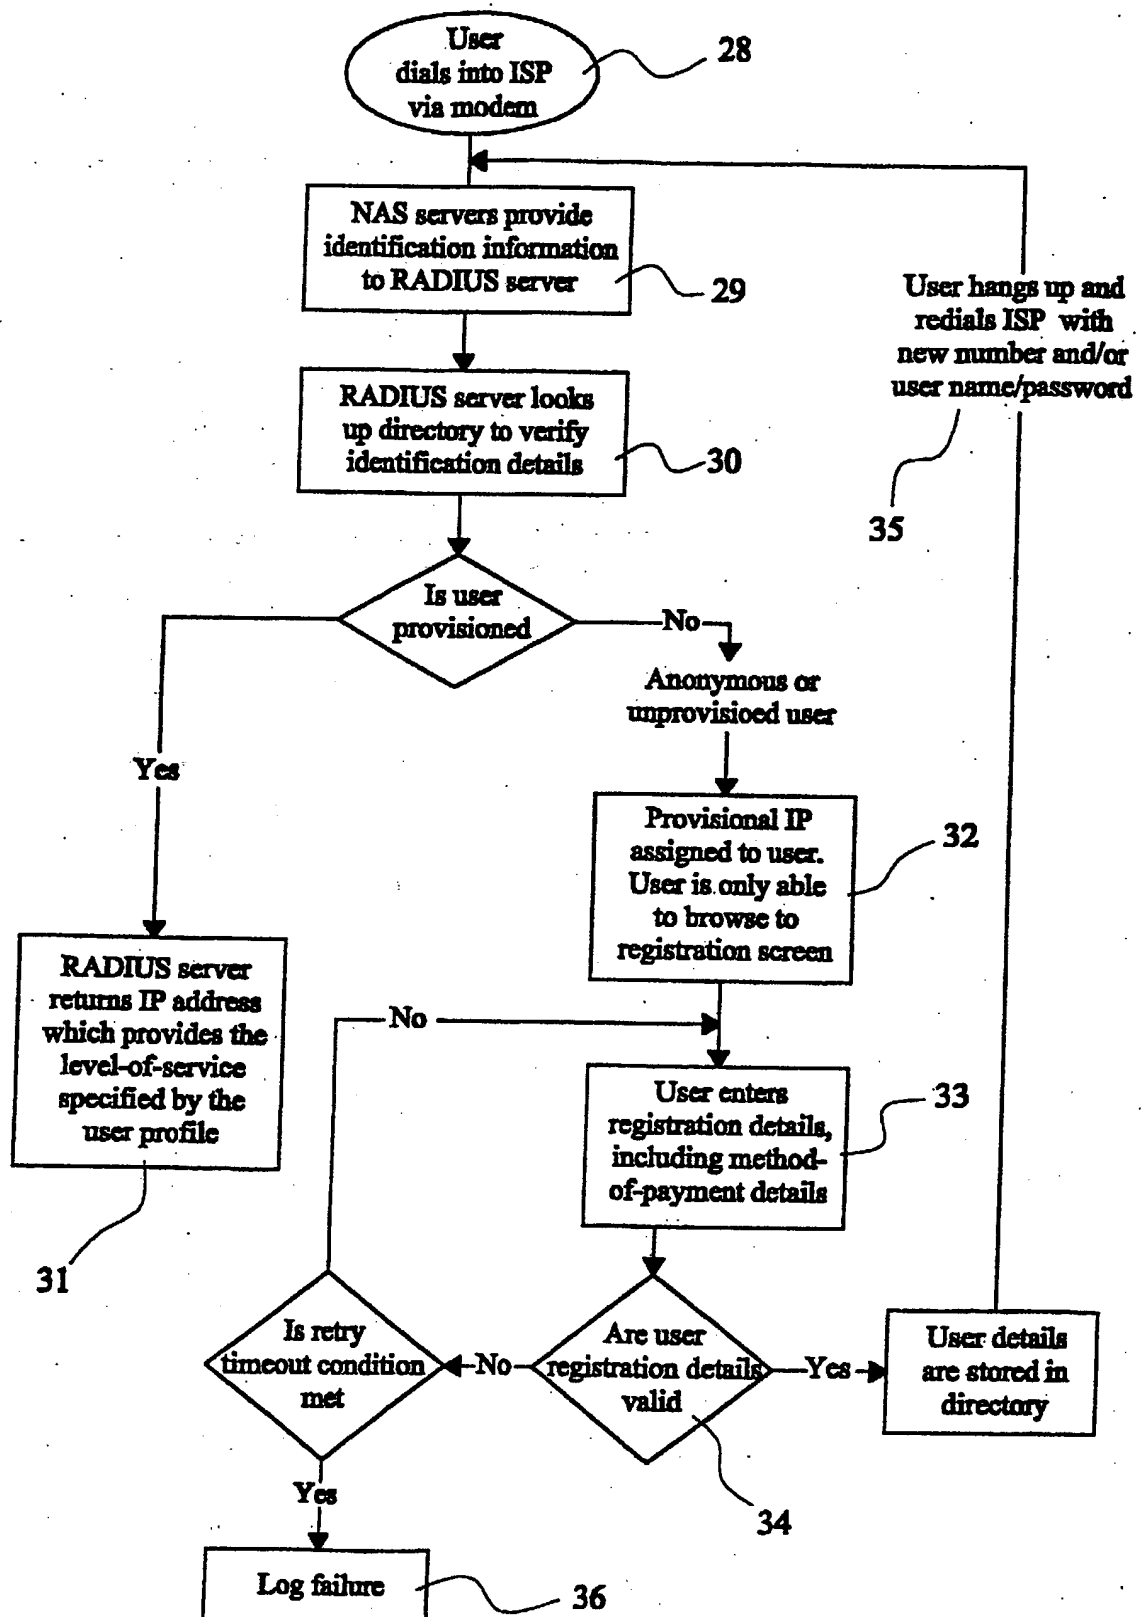 User
dials into ISP
via modem
28
NAS servers provide
identification information
to RADIUS server
29
User hangs up and
redials ISP with
new number and/or
user name/password
35
RADIUS server looks
up directory to verify
identification details
30
Is user
provisioned
No
Anonymous or
unprovisioed user
Yes
Provisional IP
assigned to user.
User is only able
to browse to
registration screen
32
RADIUS server
returns IP address
which provides the
level-of-service
specified by the
user profile
31
No
User enters
registration details,
including method-
of-payment details
33
Is retry
timeout condition
met
No
Are user
registration details
valid
34
Yes
User details
are stored in
directory
Yes
Log failure
36